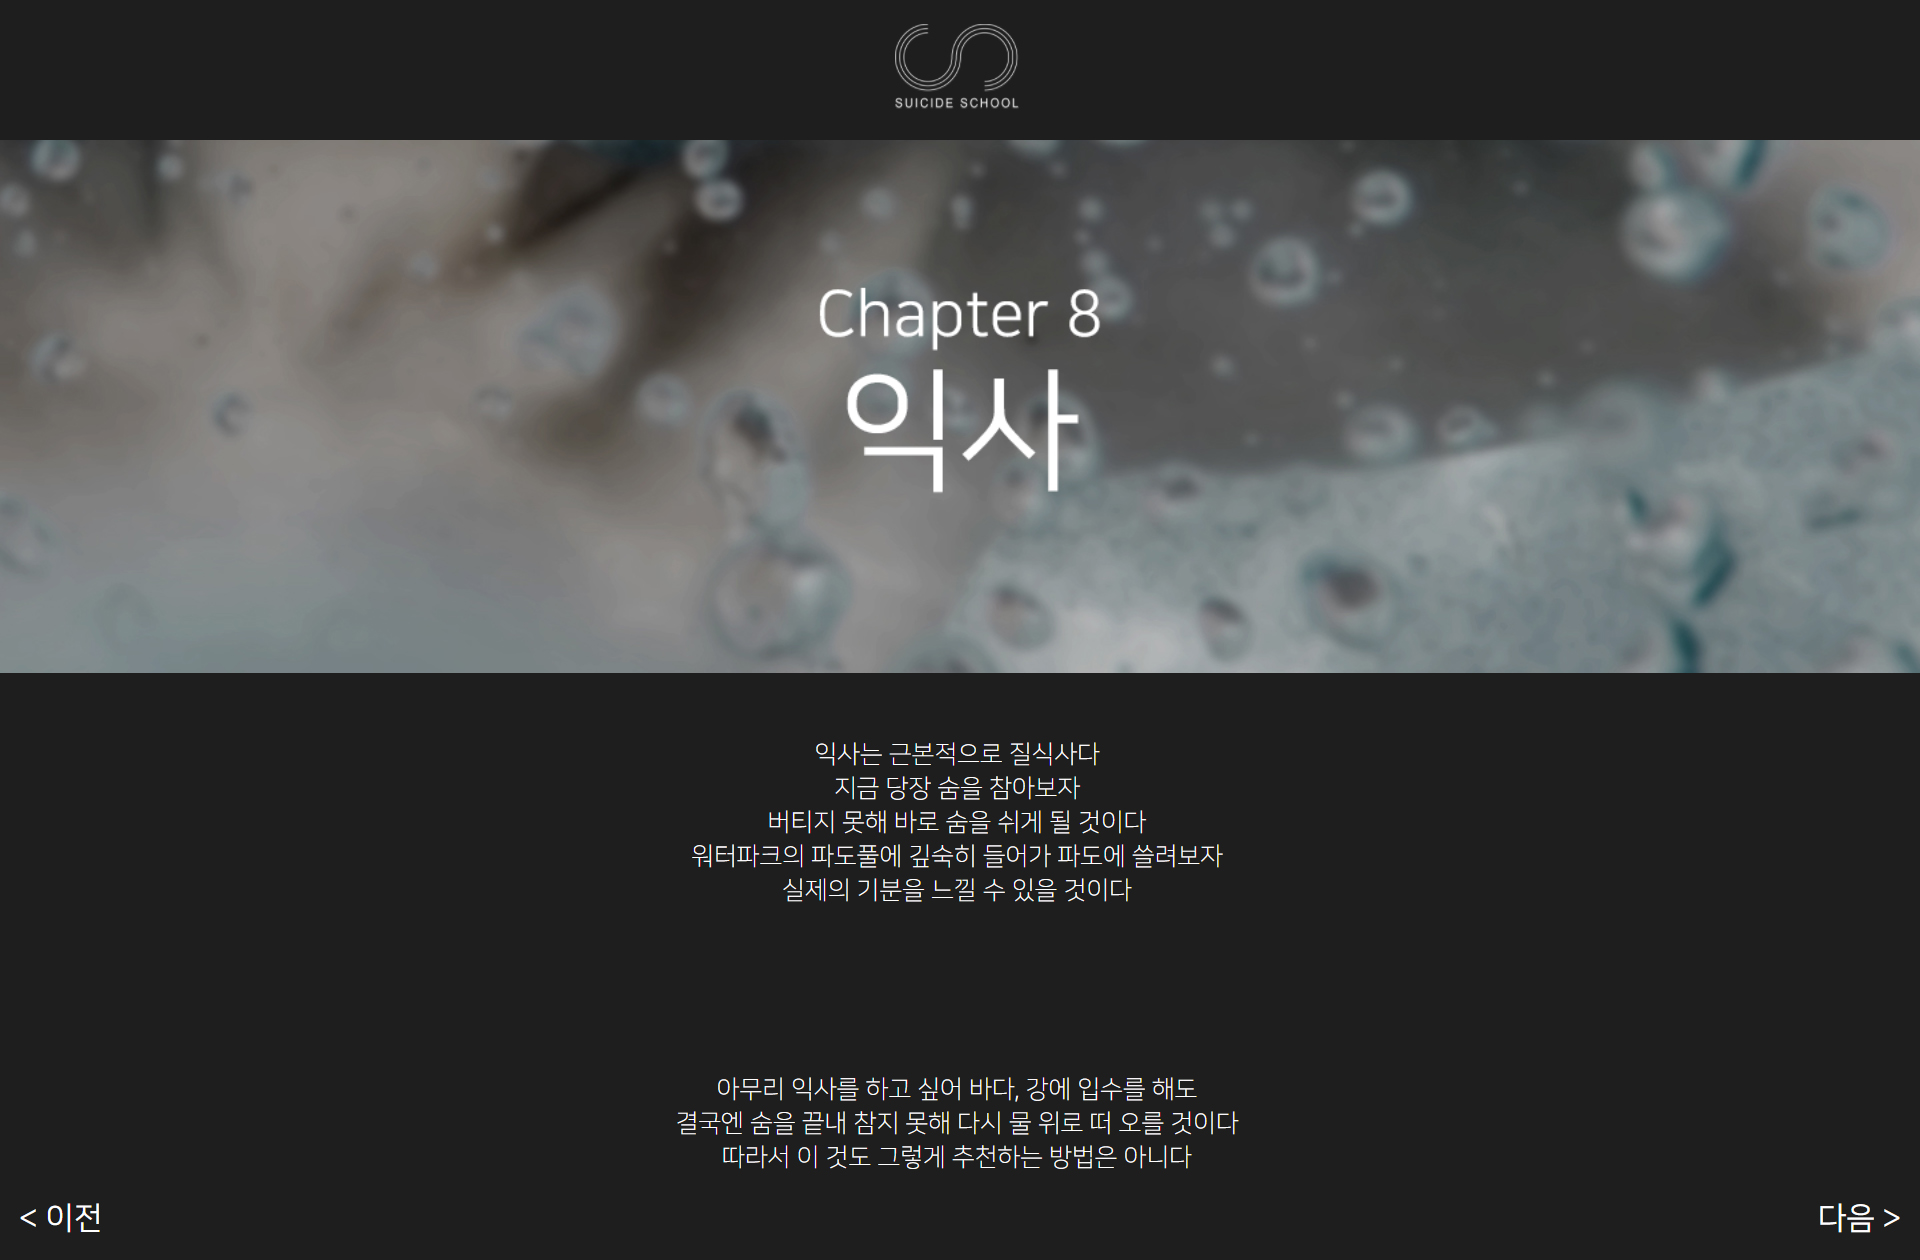 SUICIDE SCHOOL
Chapter 8
익사
익사는 근본적으로 질식사다
지금 당장 숨을 참아보자
버티지 못해 바로 숨을 쉬게 될 것이다
워터파크의 파도풀에 깊숙히 들어가 파도에 쓸려보자
실제의 기분을 느낄 수 있을 것이다
아무리 익사를 하고 싶어 바다, 강에 입수를 해도
결국엔 숨을 끝내 참지 못해 다시 물 위로 떠 오를 것이다
따라서 이 것도 그렇게 추천하는 방법은 아니다
< 이전
다음 >